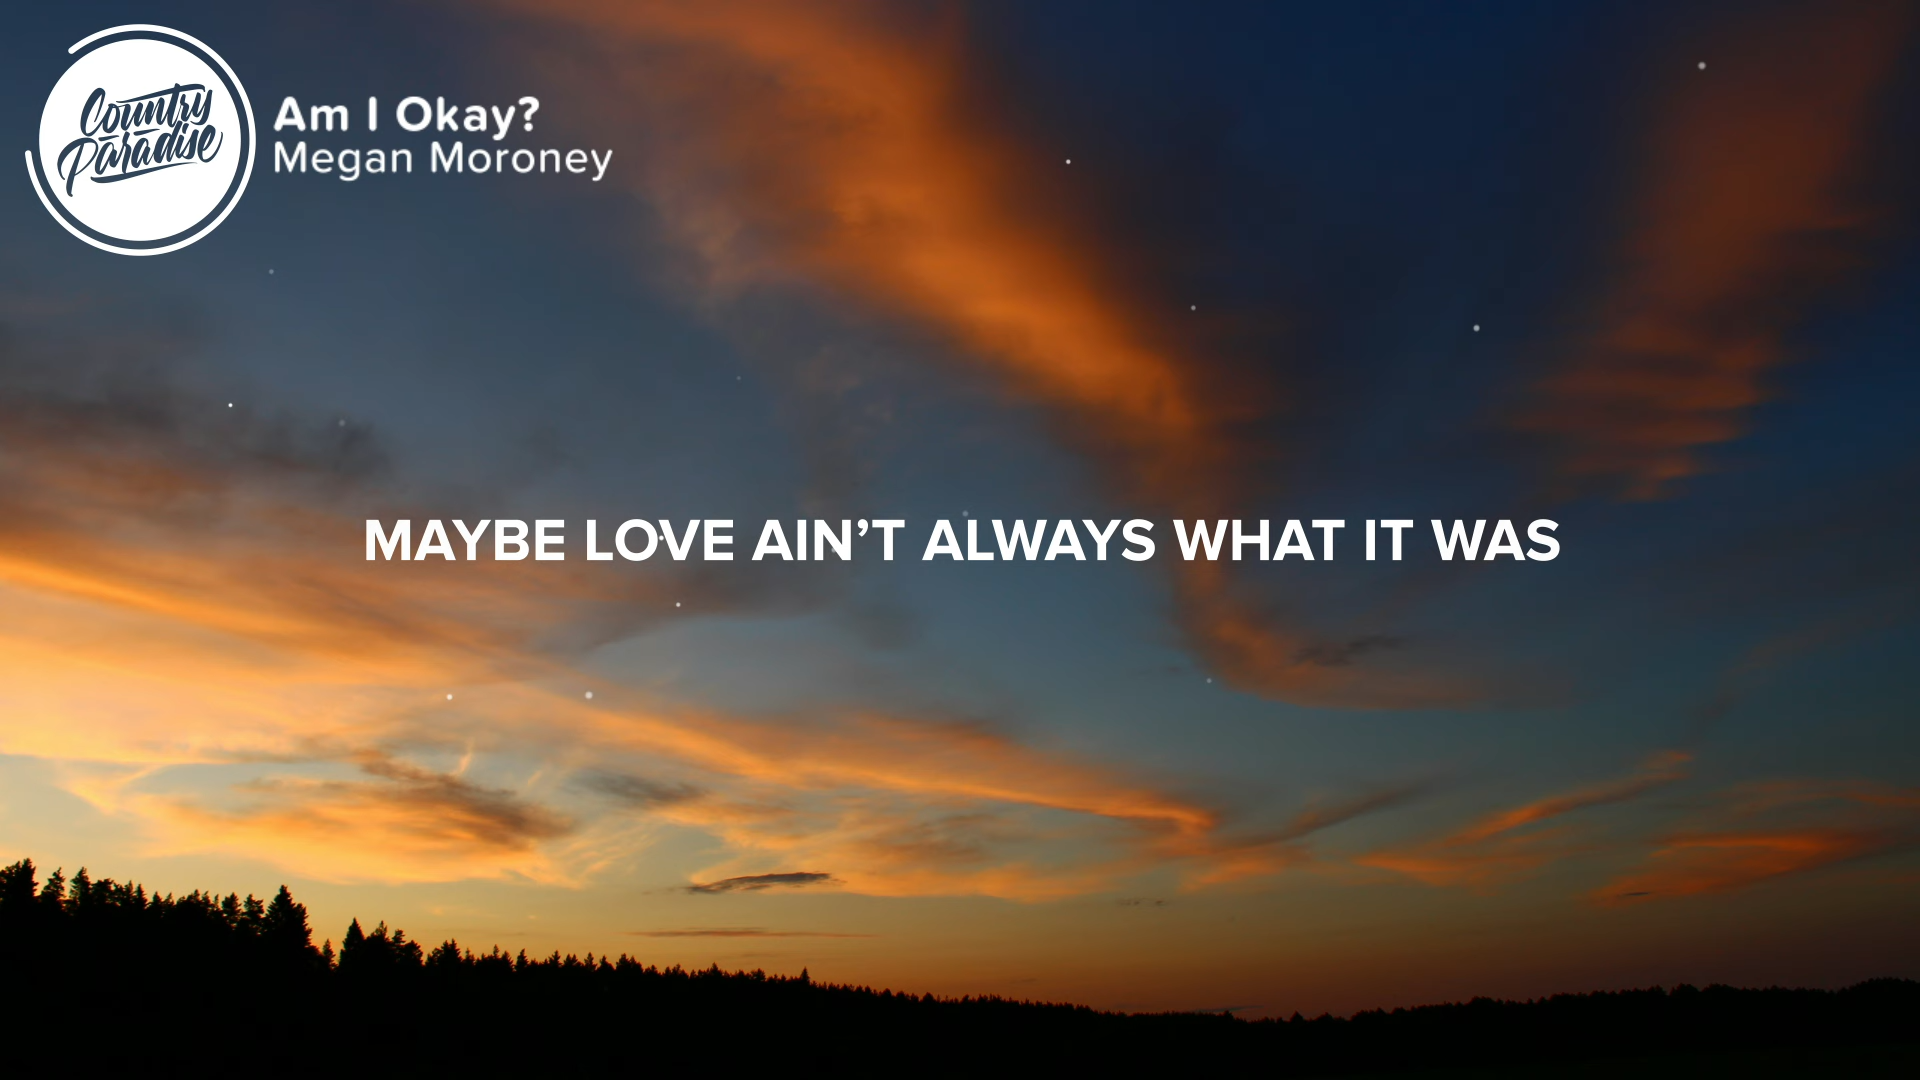 Country
Paradise
Am I Okay?
Megan Moroney
MAYBE LOVE AIN’T ALWAYS WHAT IT WAS